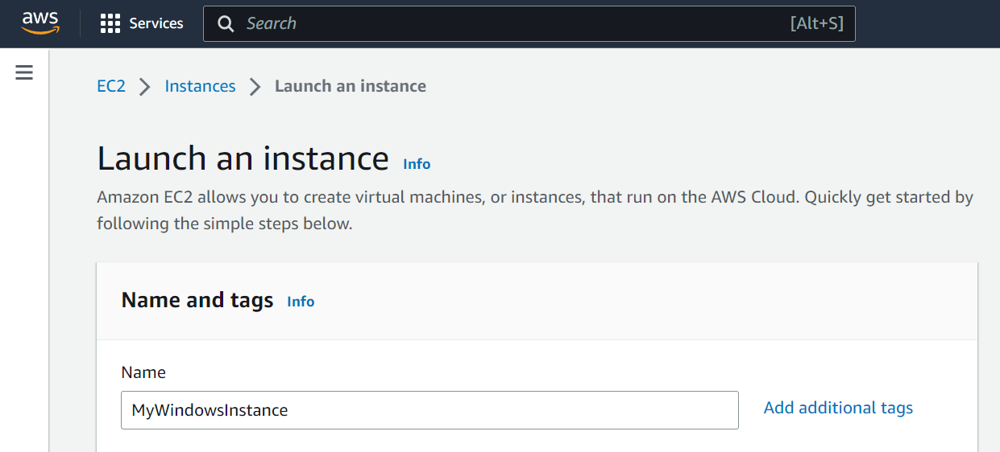 aws Services Search [Alt+S]
EC2 Instances Launch an instance
Launch an instance Info
Amazon EC2 allows you to create virtual machines, or instances, that run on the AWS Cloud. Quickly get started by
following the simple steps below.
Name and tags Info
Name
MyWindowsInstance Add additional tags